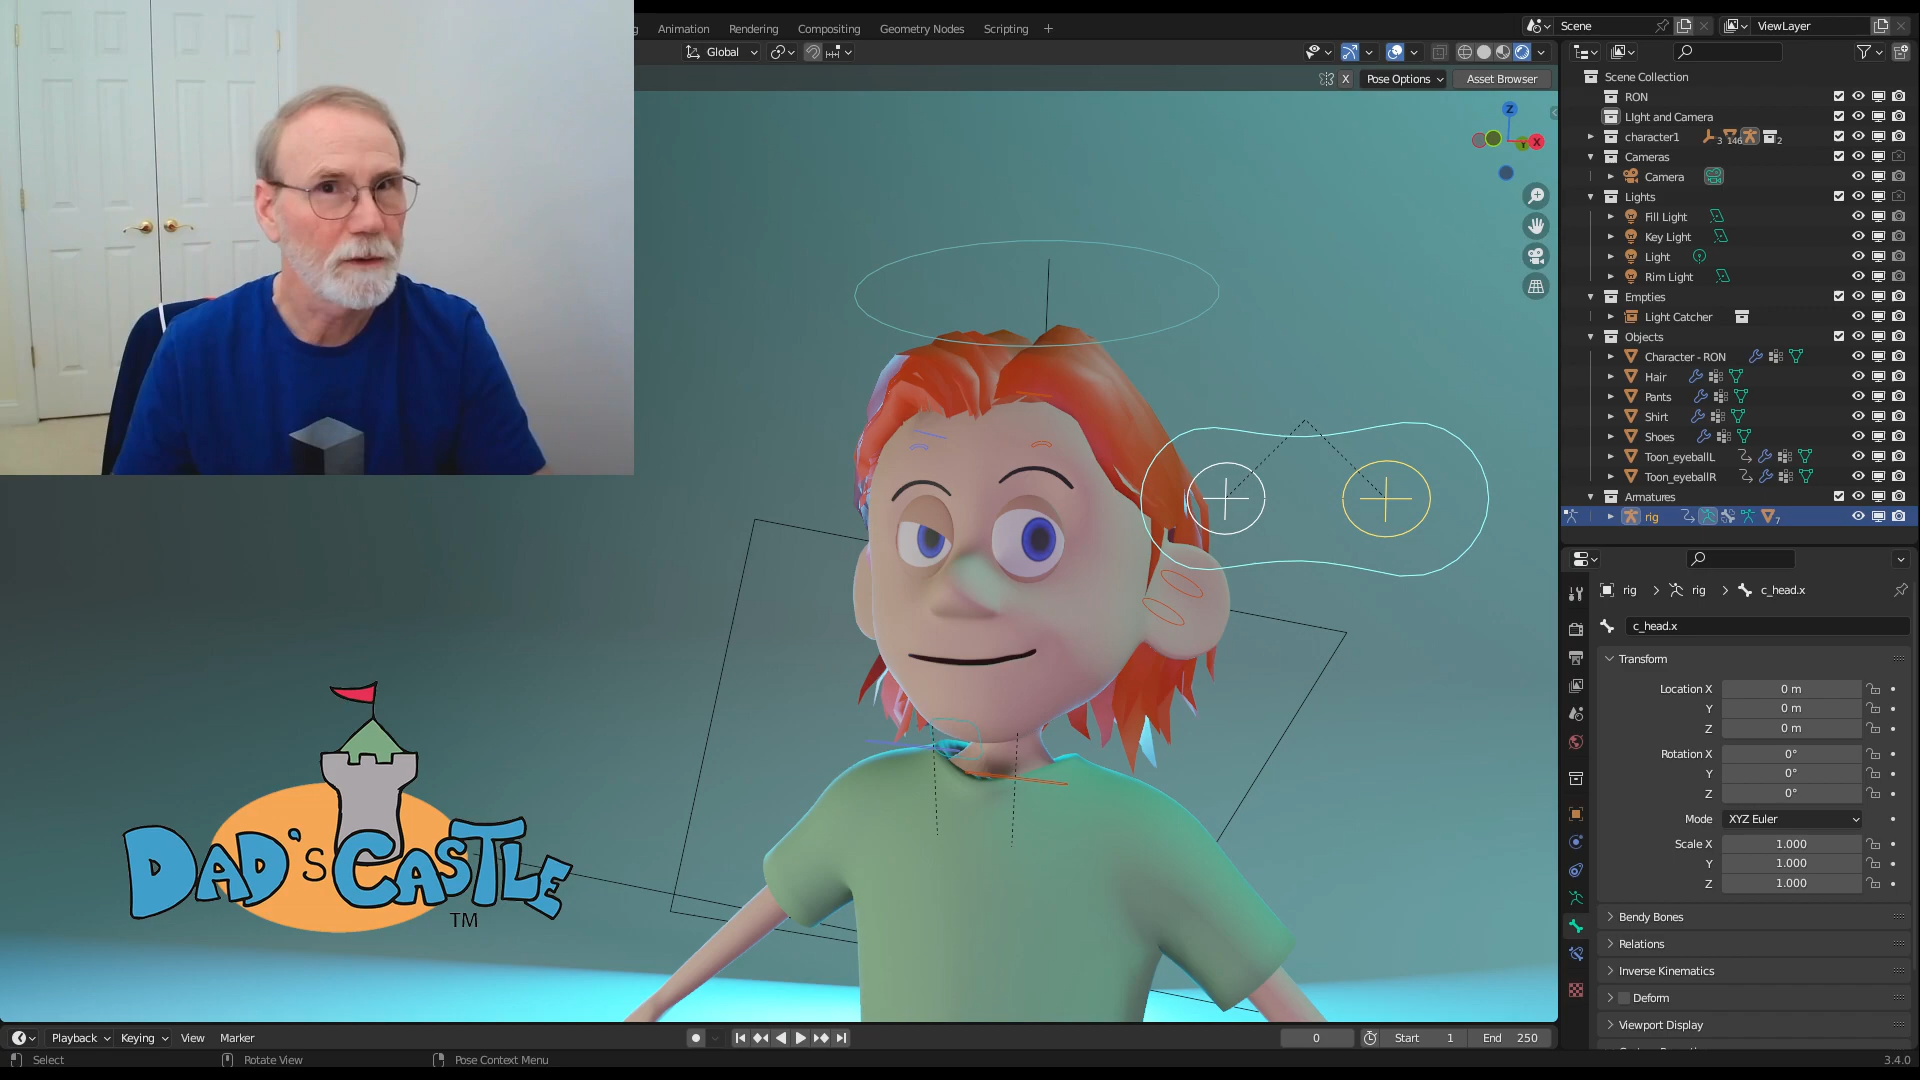 Animation Rendering Compositing Geometry Nodes Scripting +
Scene
ViewLayer
Global
X Pose Options Asset Browser
Z
X
Y
Scene Collection
RON
LIght and Camera
character1 3 146 2
Cameras
Camera
Lights
Fill Light
Key Light
Light
Rim Light
Empties
Light Catcher
Objects
Character - RON
Hair
Pants
Shirt
Shoes
Toon_eyeballL
Toon_eyeballR
Armatures
rig 7
rig > rig > c_head.x
c_head.x
Transform
Location X 0 m
Y 0 m
Z 0 m
Rotation X 0°
Y 0°
Z 0°
Mode XYZ Euler
Scale X 1.000
Y 1.000
Z 1.000
Bendy Bones
Relations
Inverse Kinematics
Deform
Viewport Display
DAD'S CASTLE
TM
Playback Keying View Marker
0 Start 1 End 250
Select Rotate View Pose Context Menu 3.4.0